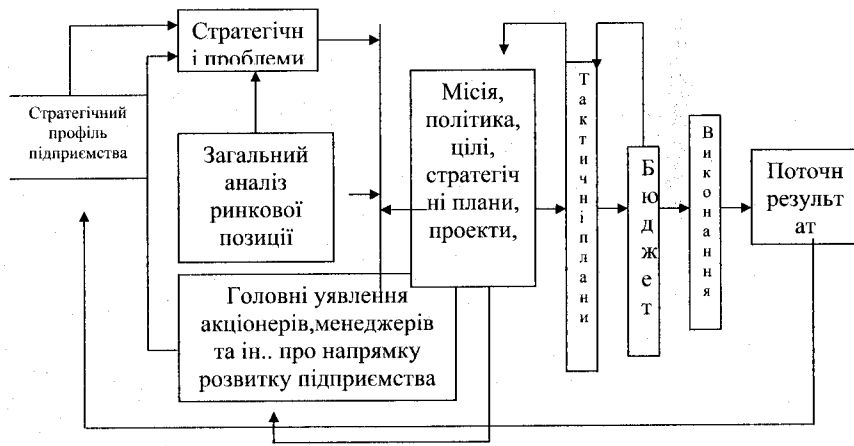 Стратегічн
і проблеми
Стратегічний
профіль
підприємства
Загальний
аналіз
ринкової
позиції
Головні уявлення
акціонерів,менеджерів
та ін.. про напрямку
розвитку підприємства
Місія,
політика,
цілі,
стратегіч
ні плани,
проекти,
Тактичні плани
Бюджет
Виконання
Поточн
результ
ат